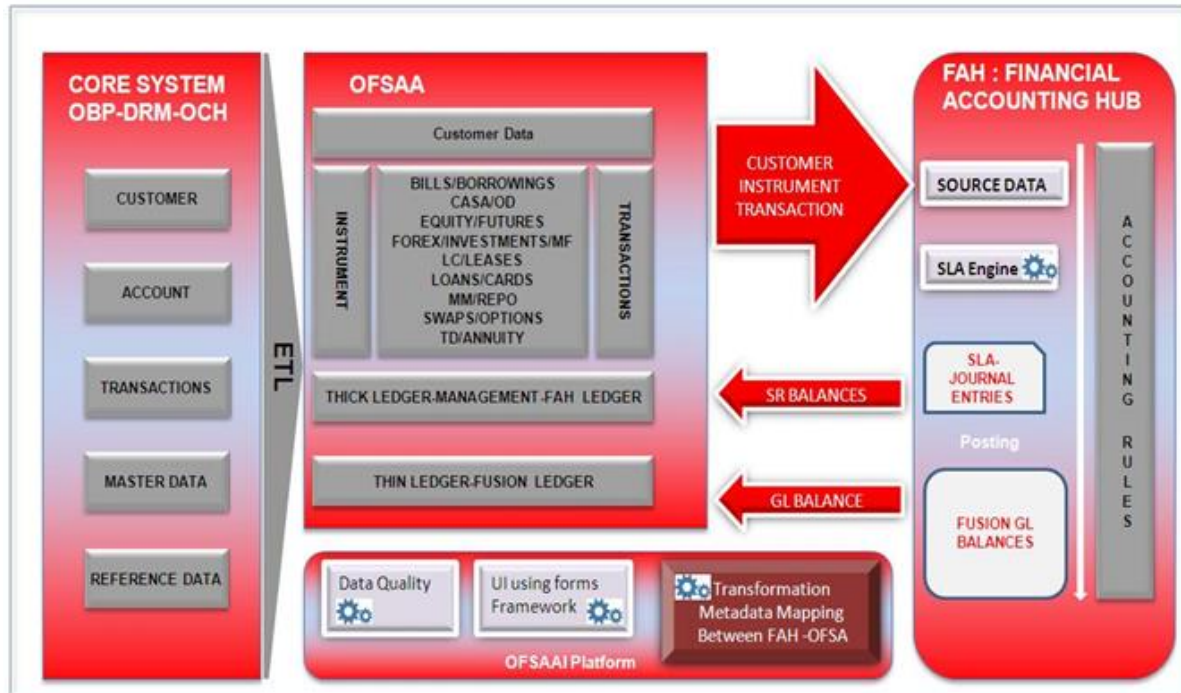 CORE SYSTEM
OBP-DRM-OCH
CUSTOMER
ACCOUNT
TRANSACTIONS
MASTER DATA
REFERENCE DATA
ETL
OFSAA
Customer Data
INSTRUMENT
BILLS/BORROWINGS
CASA/OD
EQUITY/FUTURES
FOREX/INVESTMENTS/MF
LC/LEASES
LOANS/CARDS
MM/REPO
SWAPS/OPTIONS
TD/ANNUITY
TRANSACTIONS
THICK LEDGER-MANAGEMENT-FAH LEDGER
THIN LEDGER-FUSION LEDGER
CUSTOMER
INSTRUMENT
TRANSACTION
SR BALANCES
GL BALANCE
FAH : FINANCIAL
ACCOUNTING HUB
SOURCE DATA
SLA Engine
SLA-
JOURNAL
ENTRIES
Posting
FUSION GL
BALANCES
ACCOUNTING RULES
Data Quality
UI using forms
Framework
Transformation
Metadata Mapping
Between FAH -OFSA
OFSAAI Platform